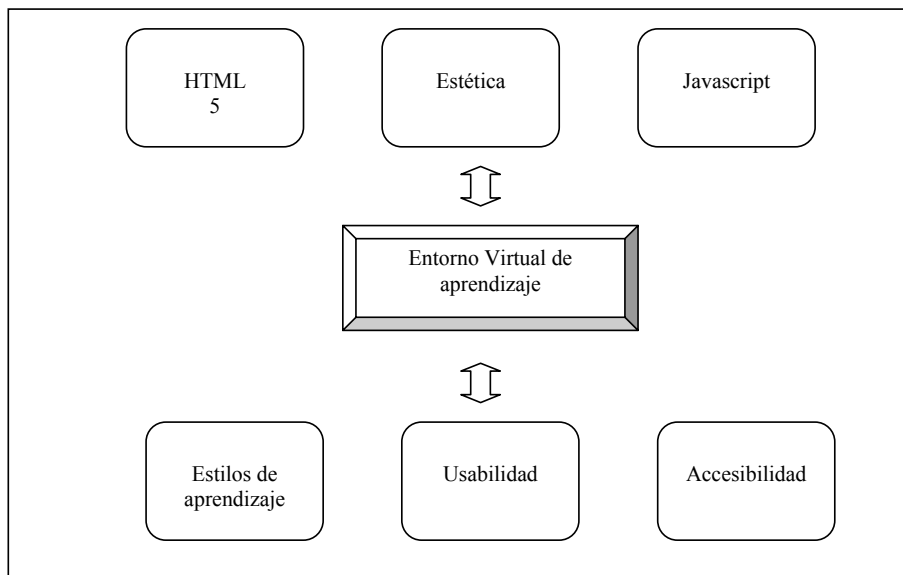 HTML
5
Estética
Javascript
Entorno Virtual de
aprendizaje
Estilos de
aprendizaje
Usabilidad
Accesibilidad